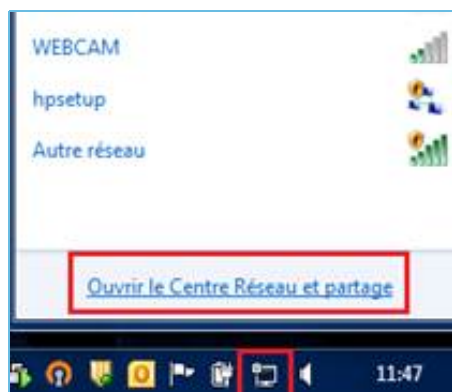 WEBCAM
hpsetup
Autre réseau
Ouvrir le Centre Réseau et partage
11:47